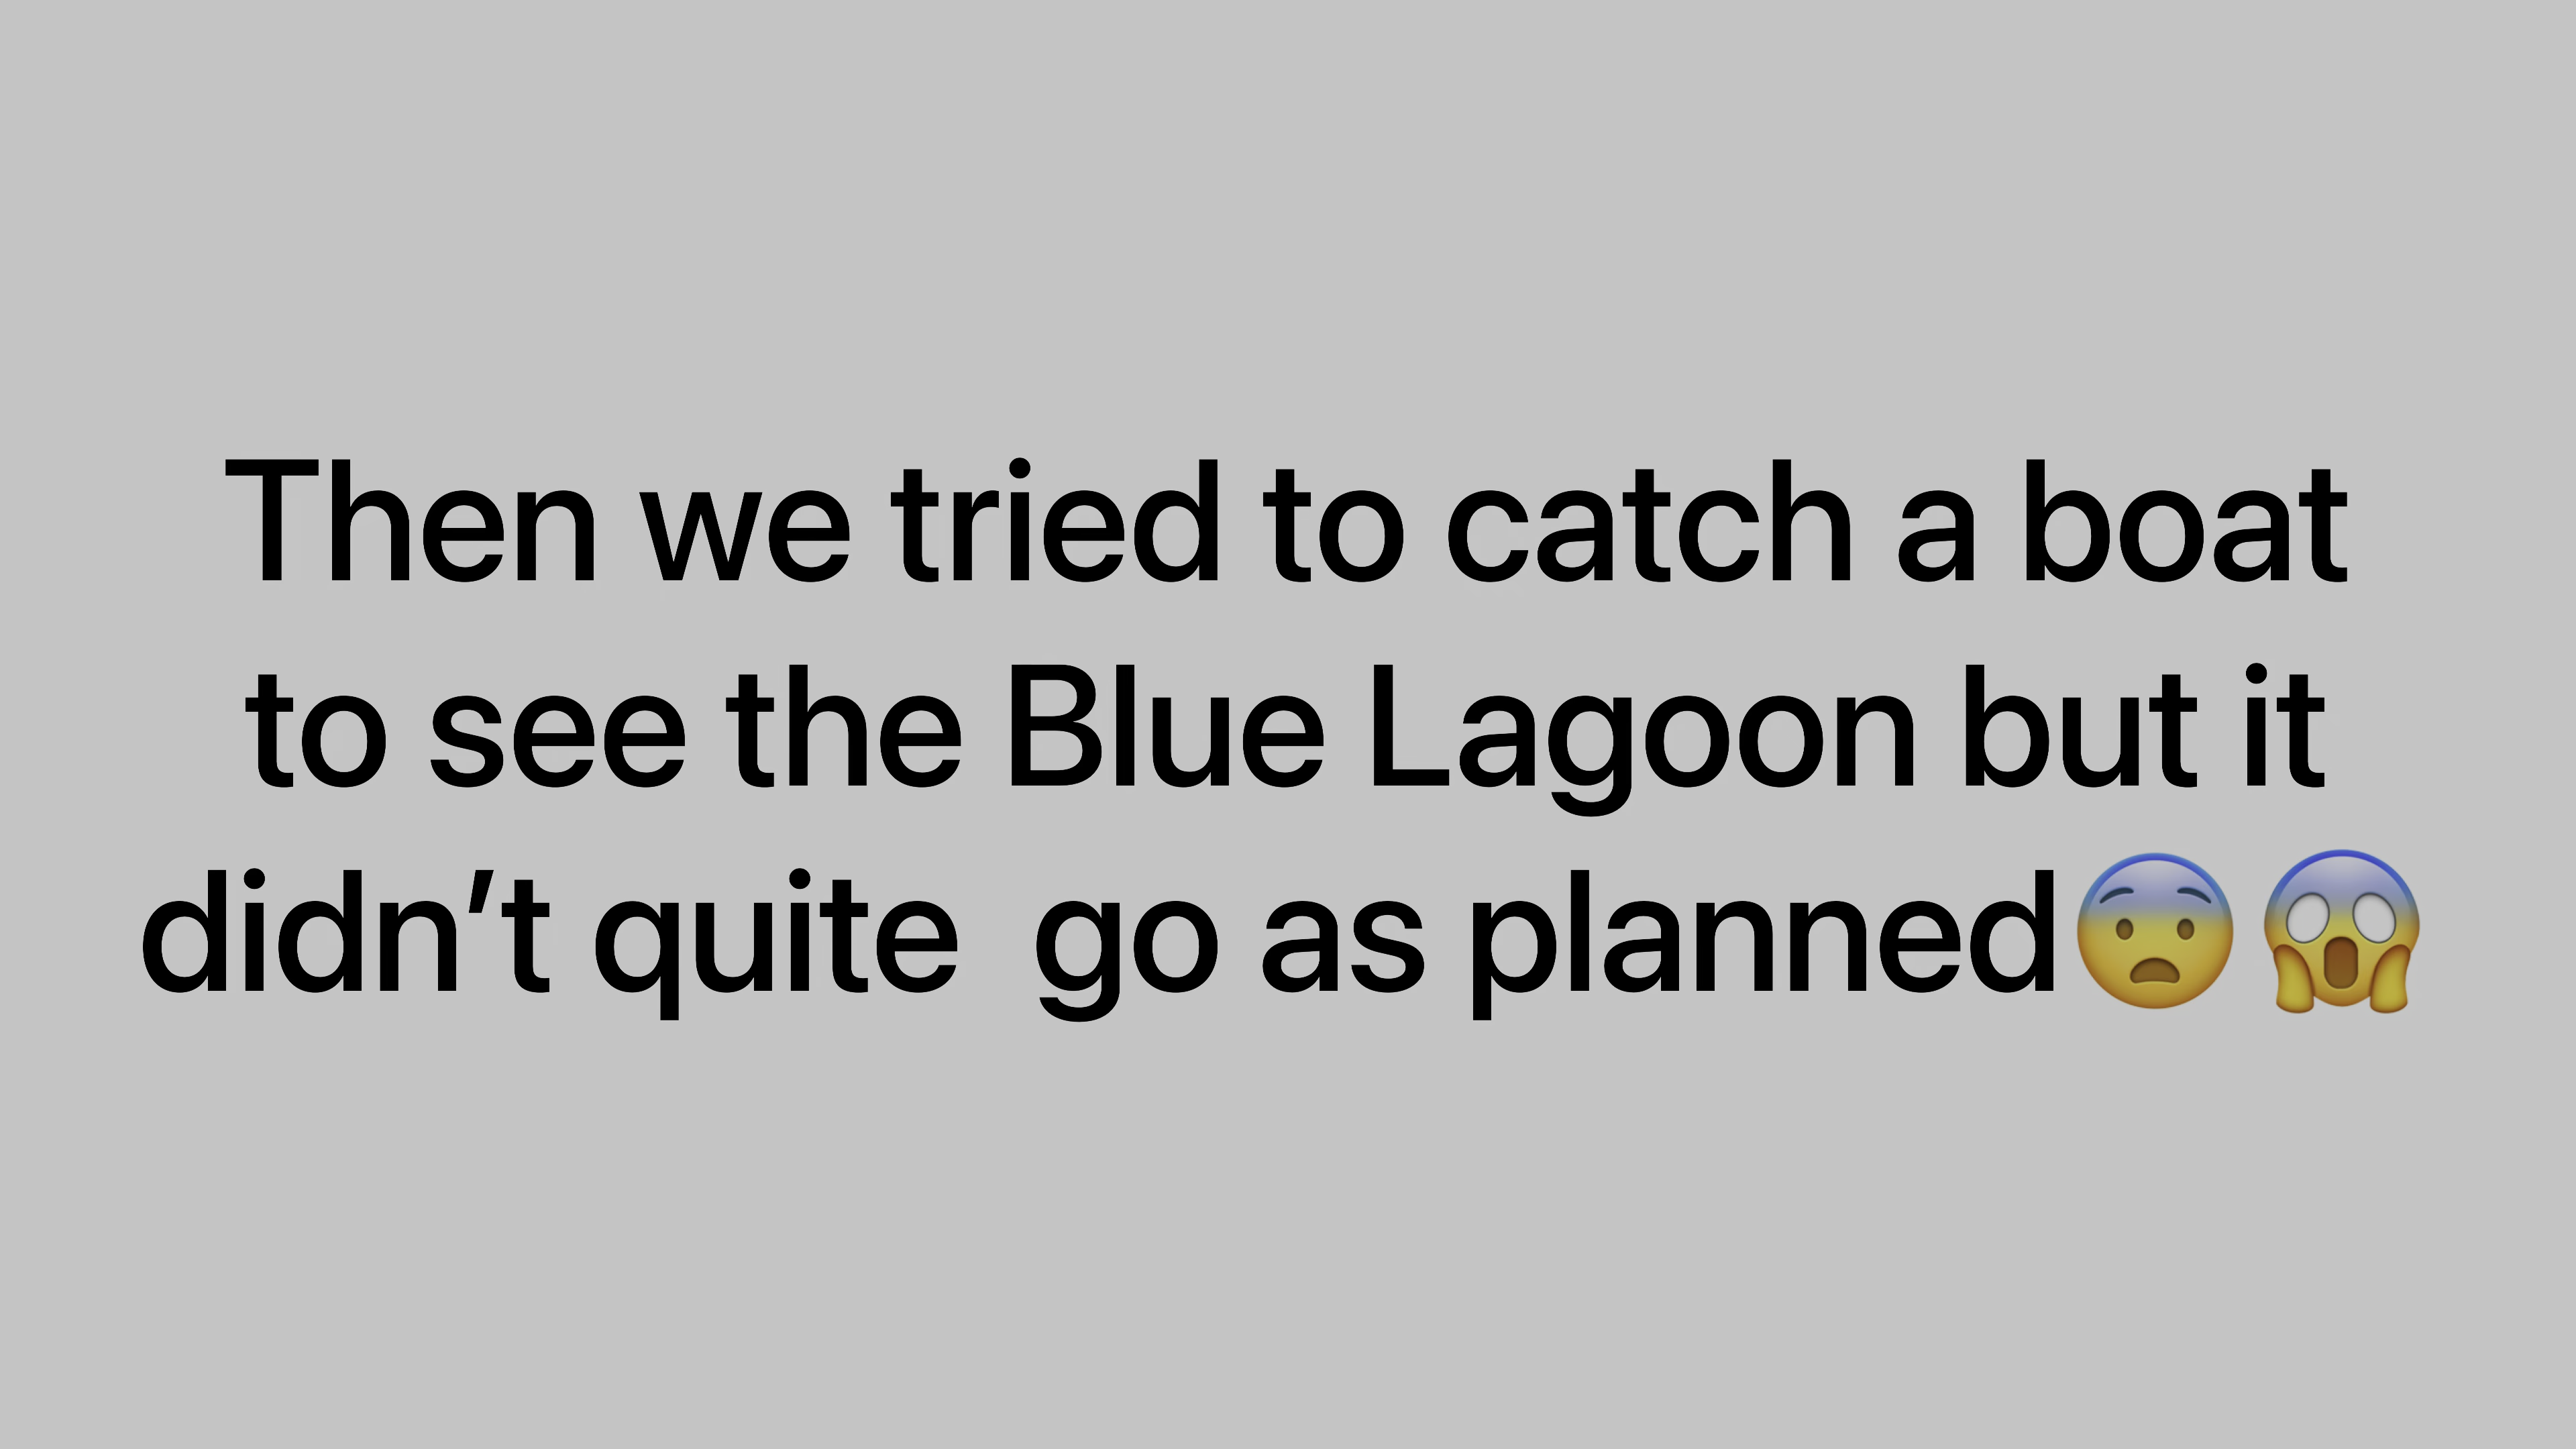 Then we tried to catch a boat
to see the Blue Lagoon but it
didn’t quite  go as planned😨😱